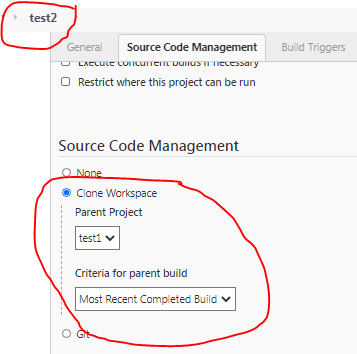 test2
General
Source Code Management
Build Triggers
Execute concurrent builds if necessary
Restrict where this project can be run
Source Code Management
None
Clone Workspace
Parent Project
test1
Criteria for parent build
Most Recent Completed Build
Git